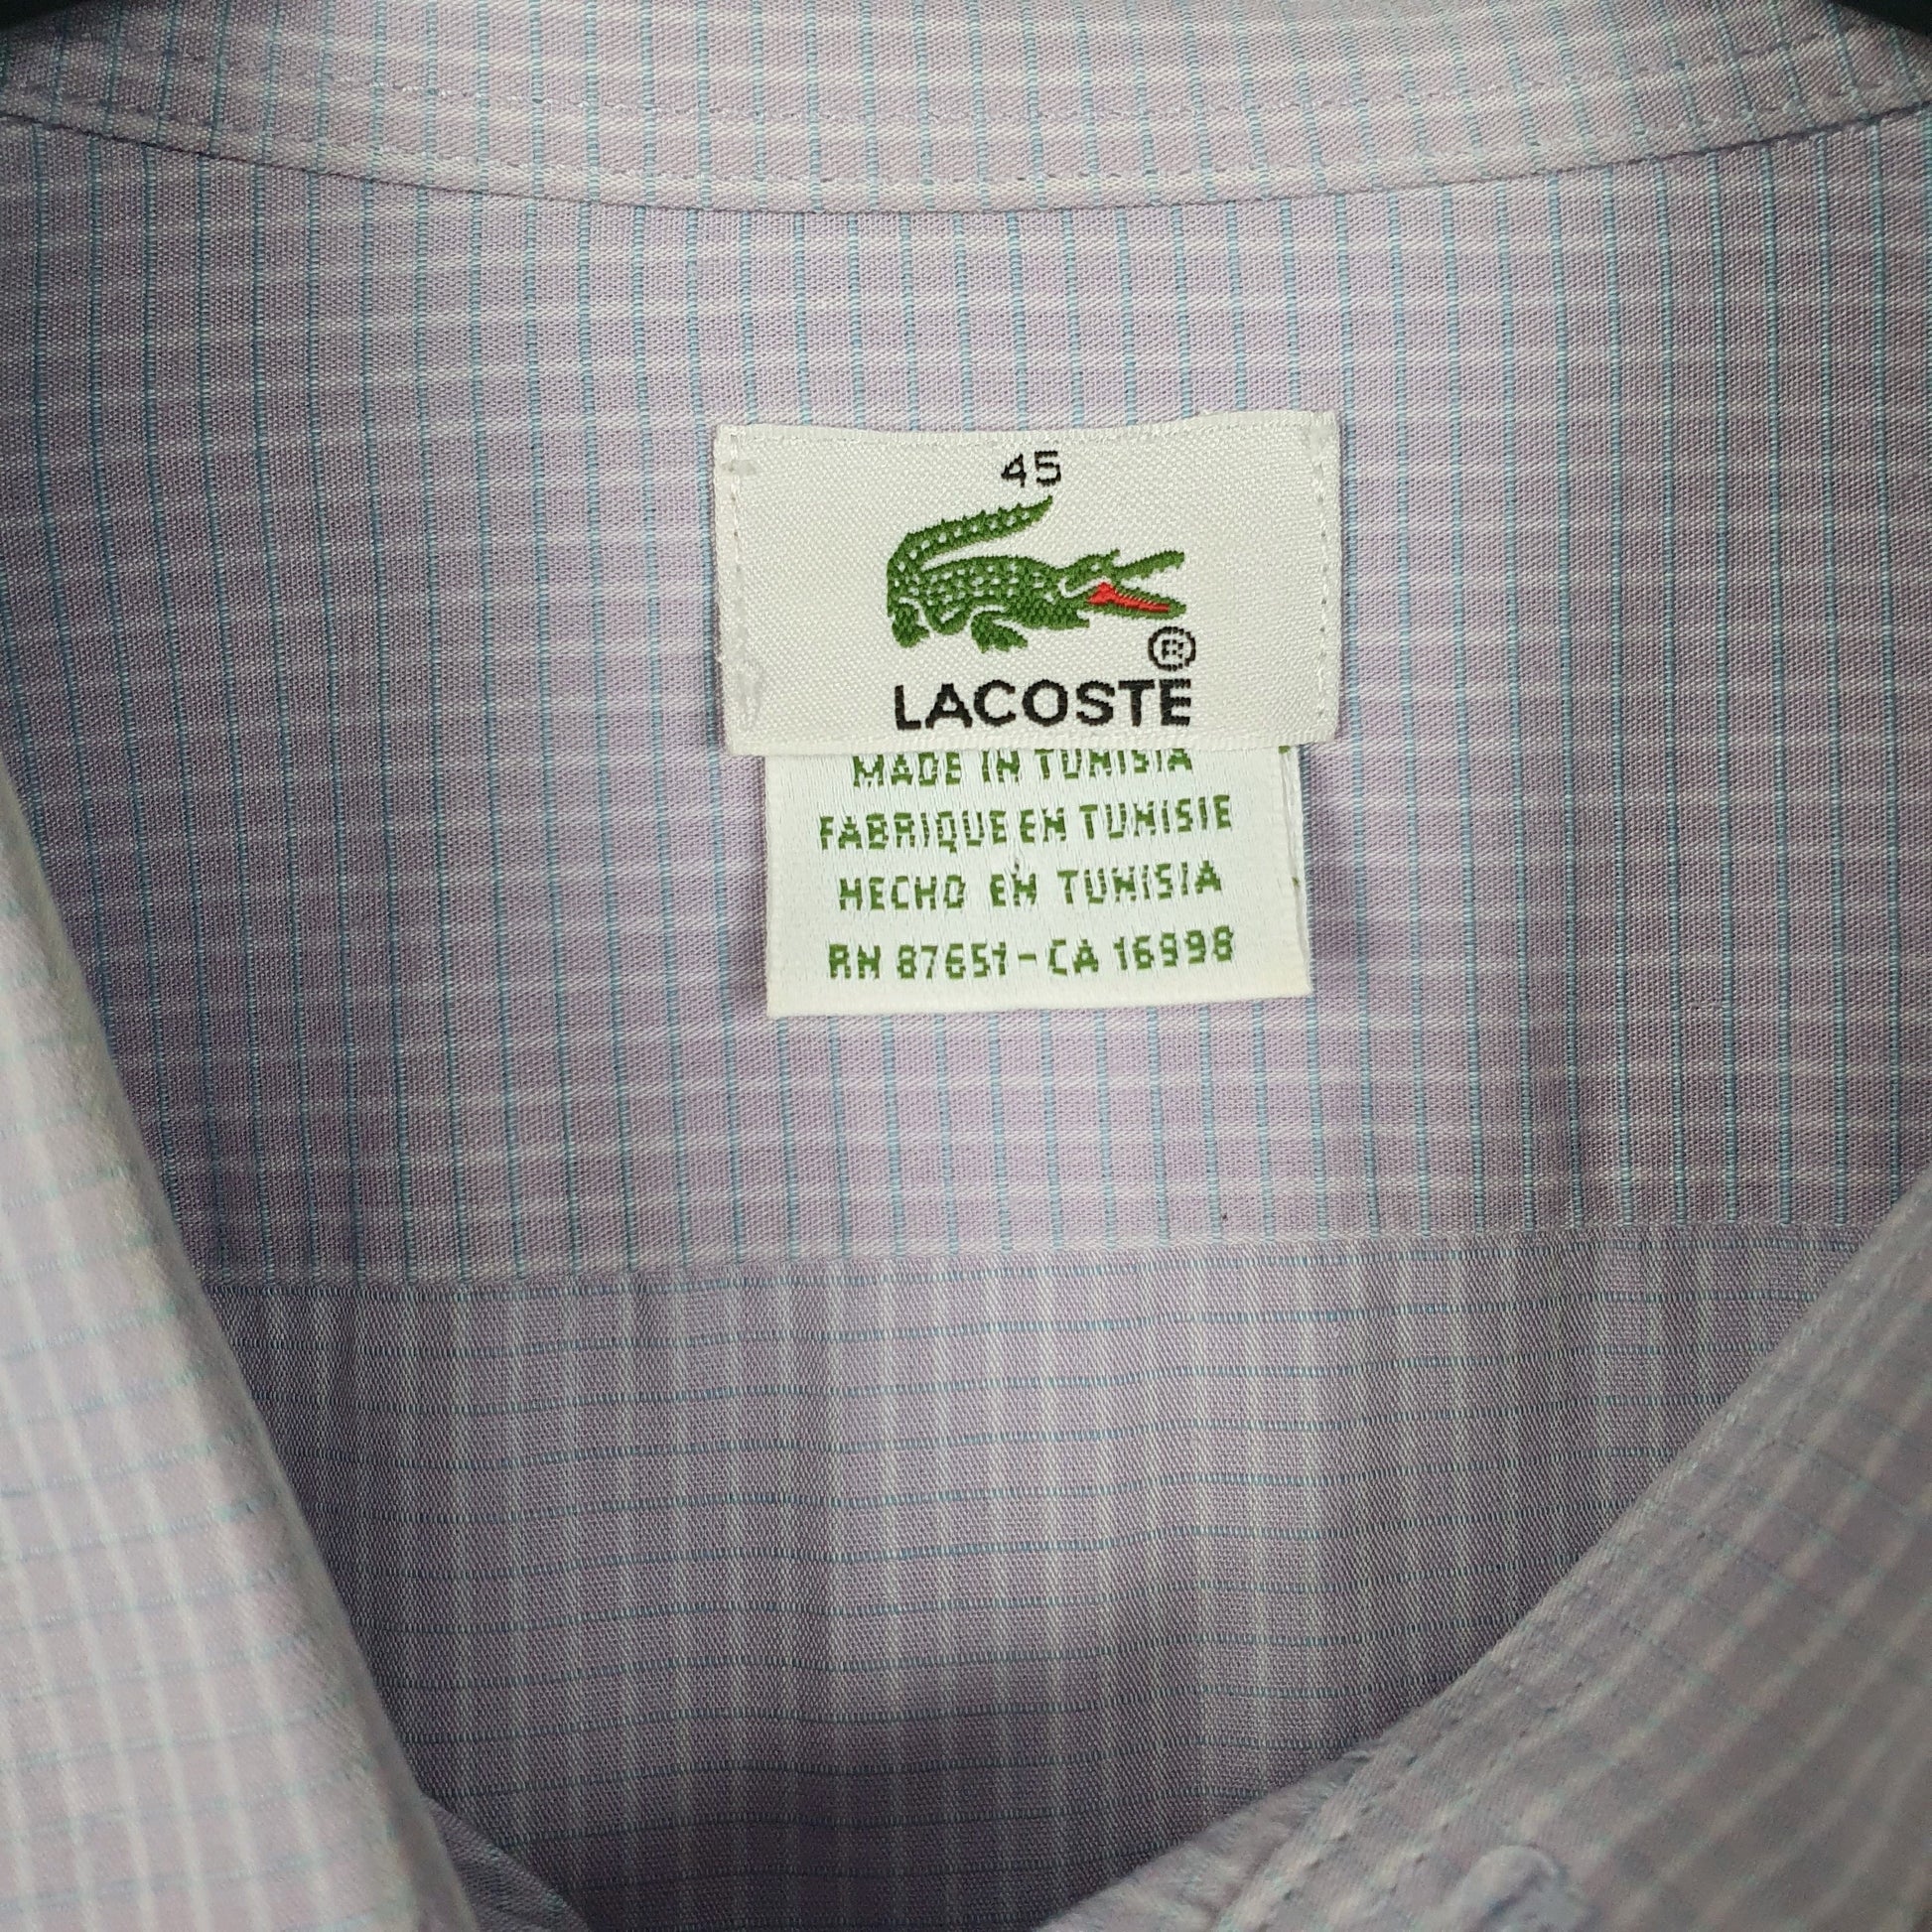 45
®
LACOSTE
MADE IN TUNISIA
FABRIQUE EN TUNISIE
HECHO EN TUNISIA
RN 87651-CA 16998